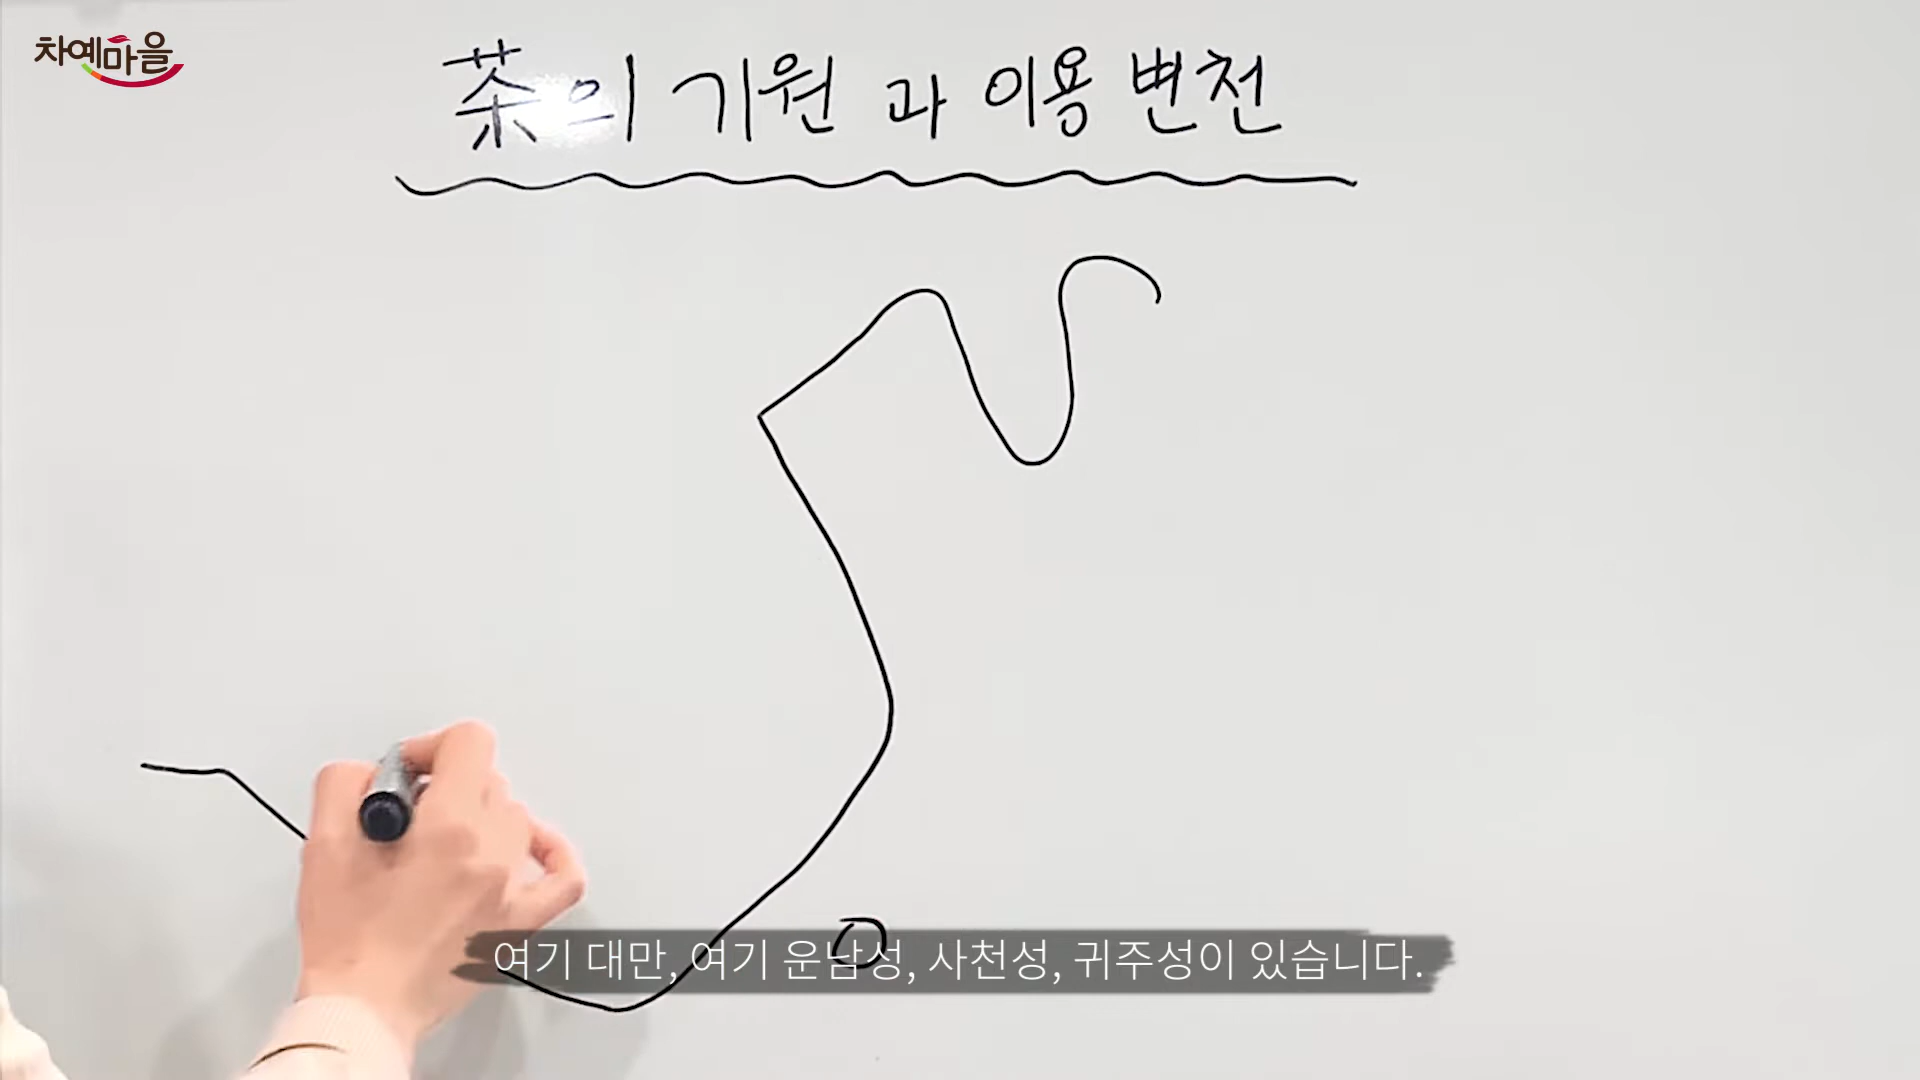 차예마을
茶의 기원과 이용 변천
여기 대만, 여기 운남성, 사천성, 귀주성이 있습니다.